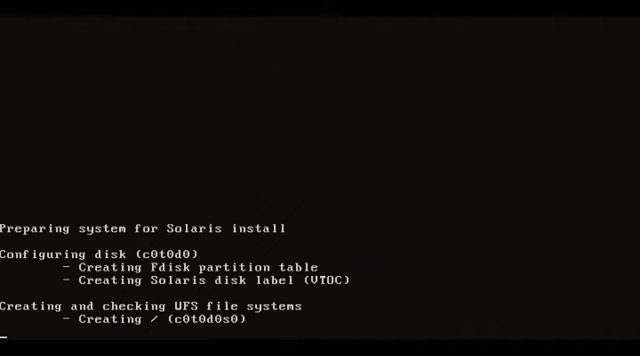 Preparing system for Solaris install
Configuring disk (c0t0d0)
- Creating Fdisk partition table
- Creating Solaris disk label (VTOC)
Creating and checking UFS file systems
- Creating / (c0t0d0s0)